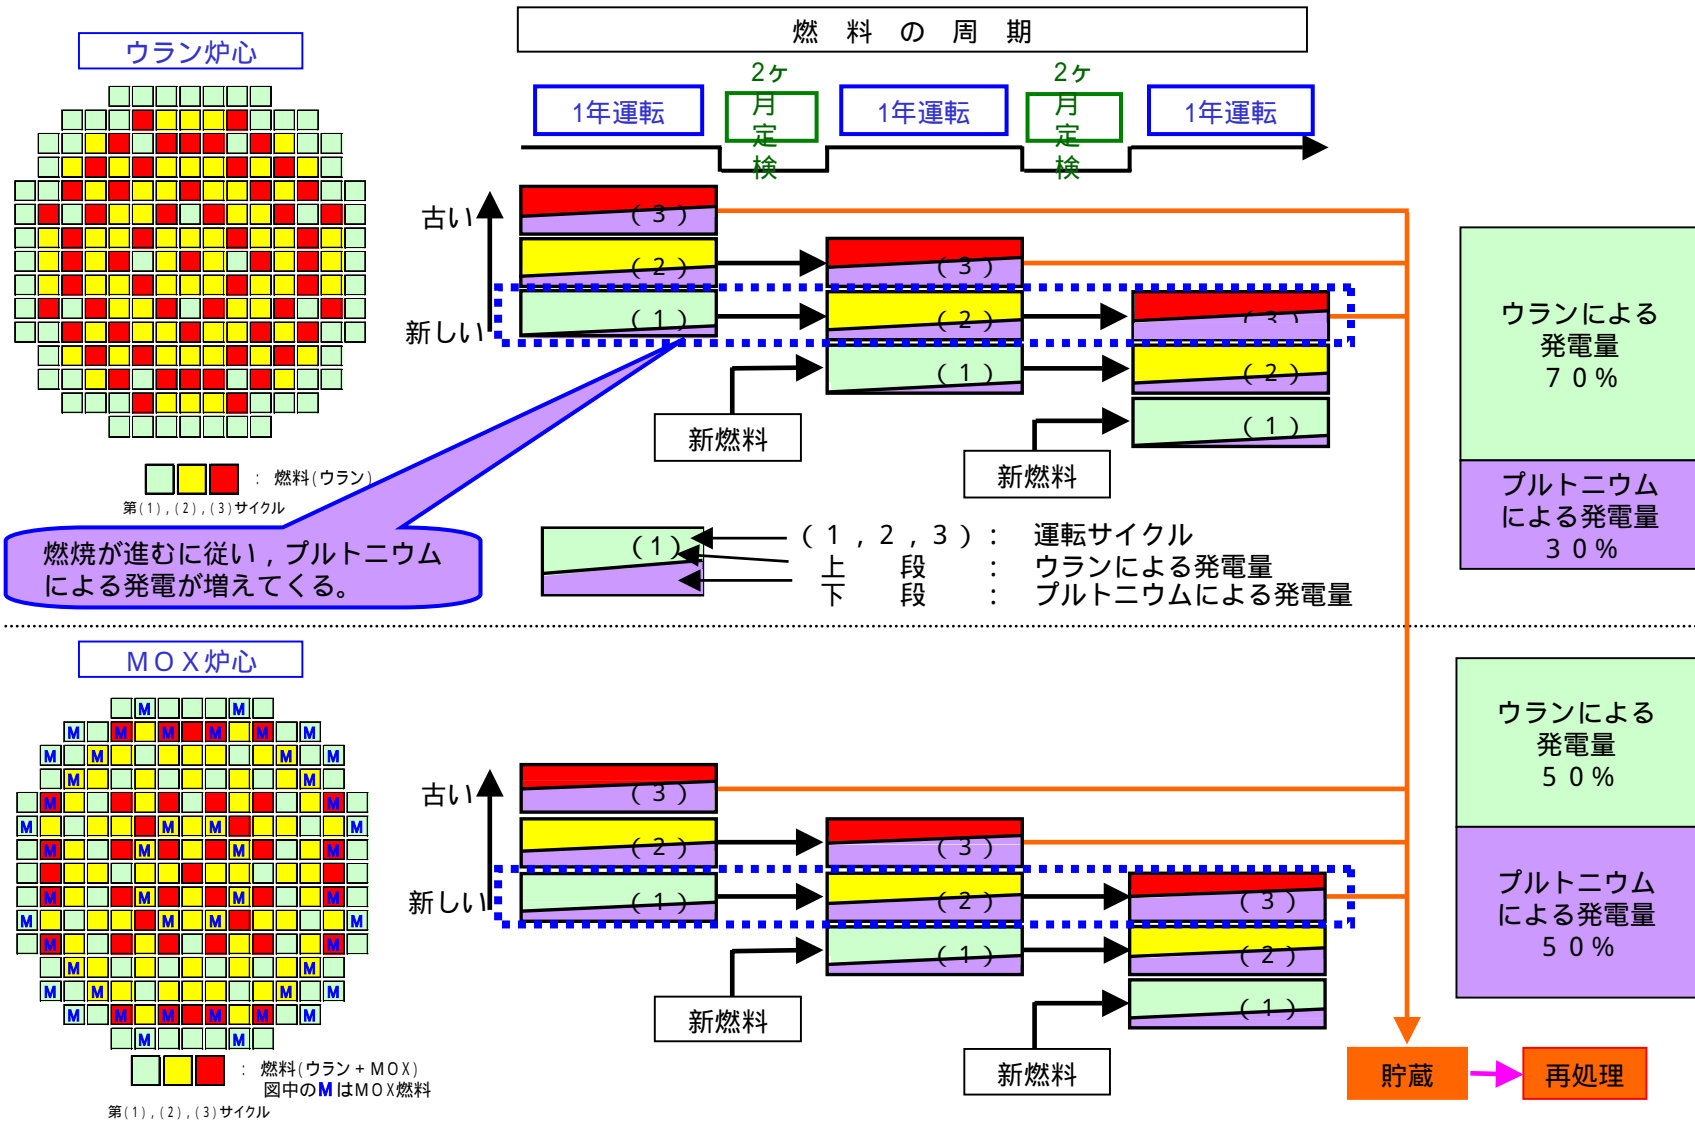 燃料の周期
ウラン炉心
1年運転
2ケ
月
定
検
1年運転
2ケ
月
定
検
1年運転
古い
新しい
(3)
(2)
(1)
(3)
(2)
(1)
(3)
(2)
(1)
新燃料
新燃料
ウランによる
発電量
70%
プルトニウム
による発電量
30%
: 燃料(ウラン)
第(1),(2),(3)サイクル
燃焼が進むに従い,プルトニウム
による発電が増えてくる。
(1)
(1,2,3): 運転サイクル
上段 : ウランによる発電量
下段 : プルトニウムによる発電量
MOX炉心
M M
M M M M M M
M M M M
M M
M M
M M M M
M M M M
M M M M
M M M M
M M
M M
M M M M
M M M M M M
M M
古い
新しい
(3)
(2)
(1)
(3)
(2)
(1)
(3)
(2)
(1)
新燃料
新燃料
ウランによる
発電量
50%
プルトニウム
による発電量
50%
: 燃料(ウラン+MOX)
図中のMはMOX燃料
第(1),(2),(3)サイクル
貯蔵
再処理